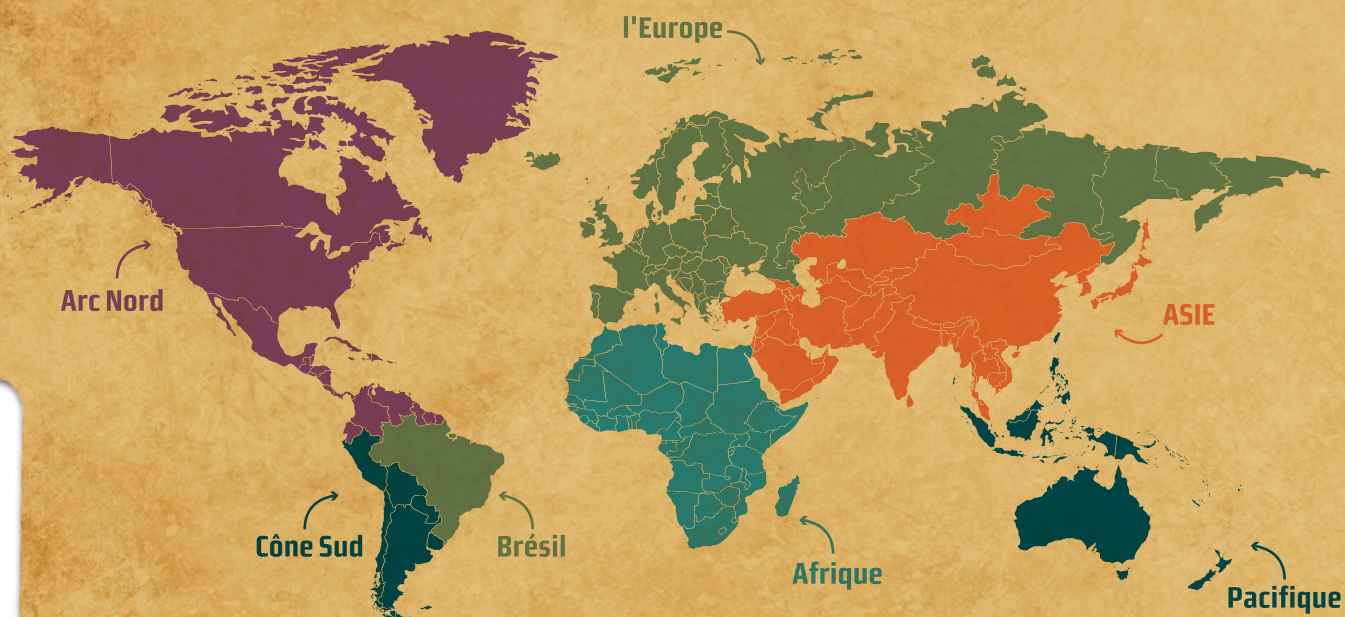 l'Europe
Arc Nord
ASIE
Cône Sud
Brésil
Afrique
Pacifique